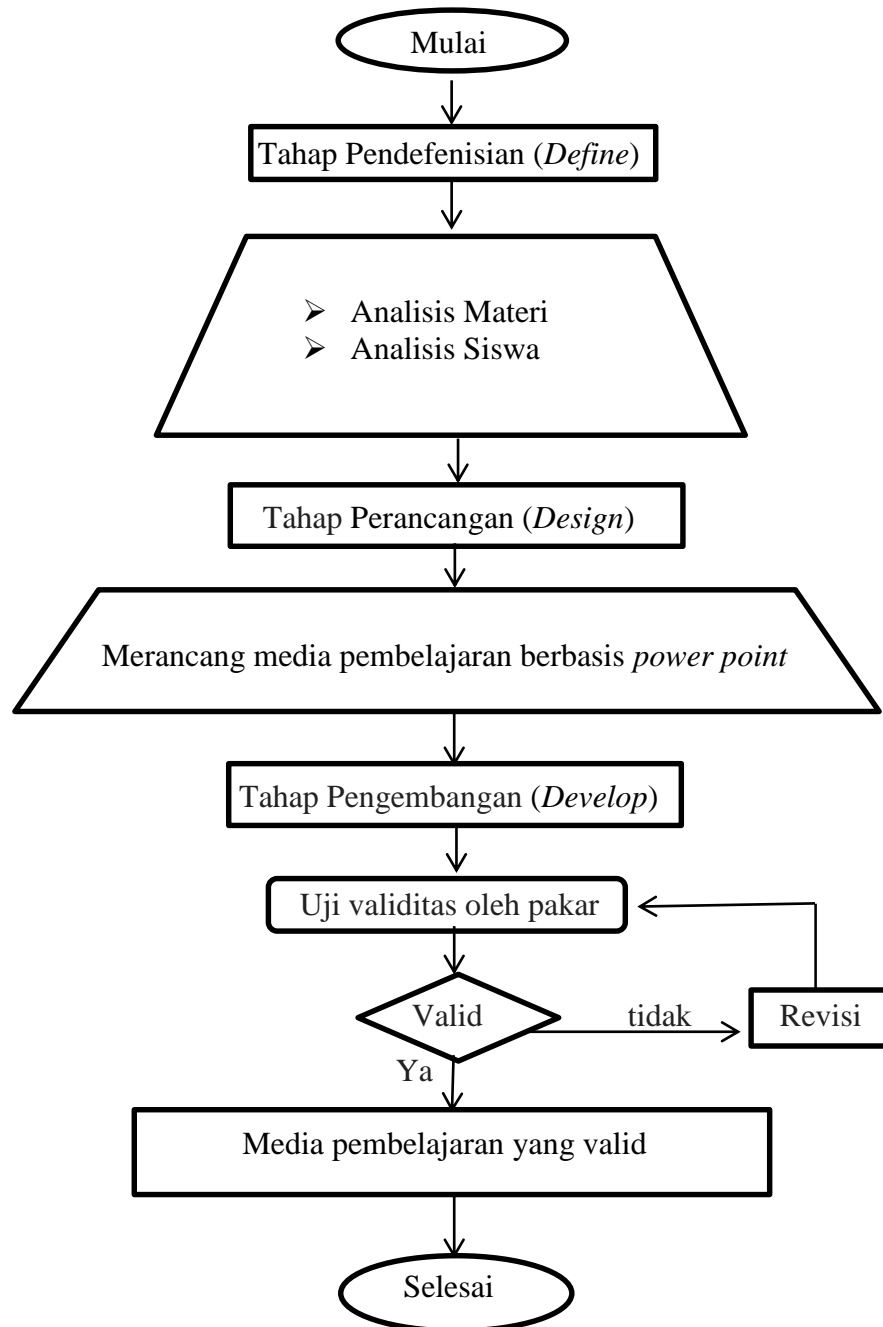 Mulai
Tahap Pendefenisian (Define)
➢ Analisis Materi
➢ Analisis Siswa
Tahap Perancangan (Design)
Merancang media pembelajaran berbasis power point
Tahap Pengembangan (Develop)
Uji validitas oleh pakar
Valid
tidak
Revisi
Ya
Media pembelajaran yang valid
Selesai